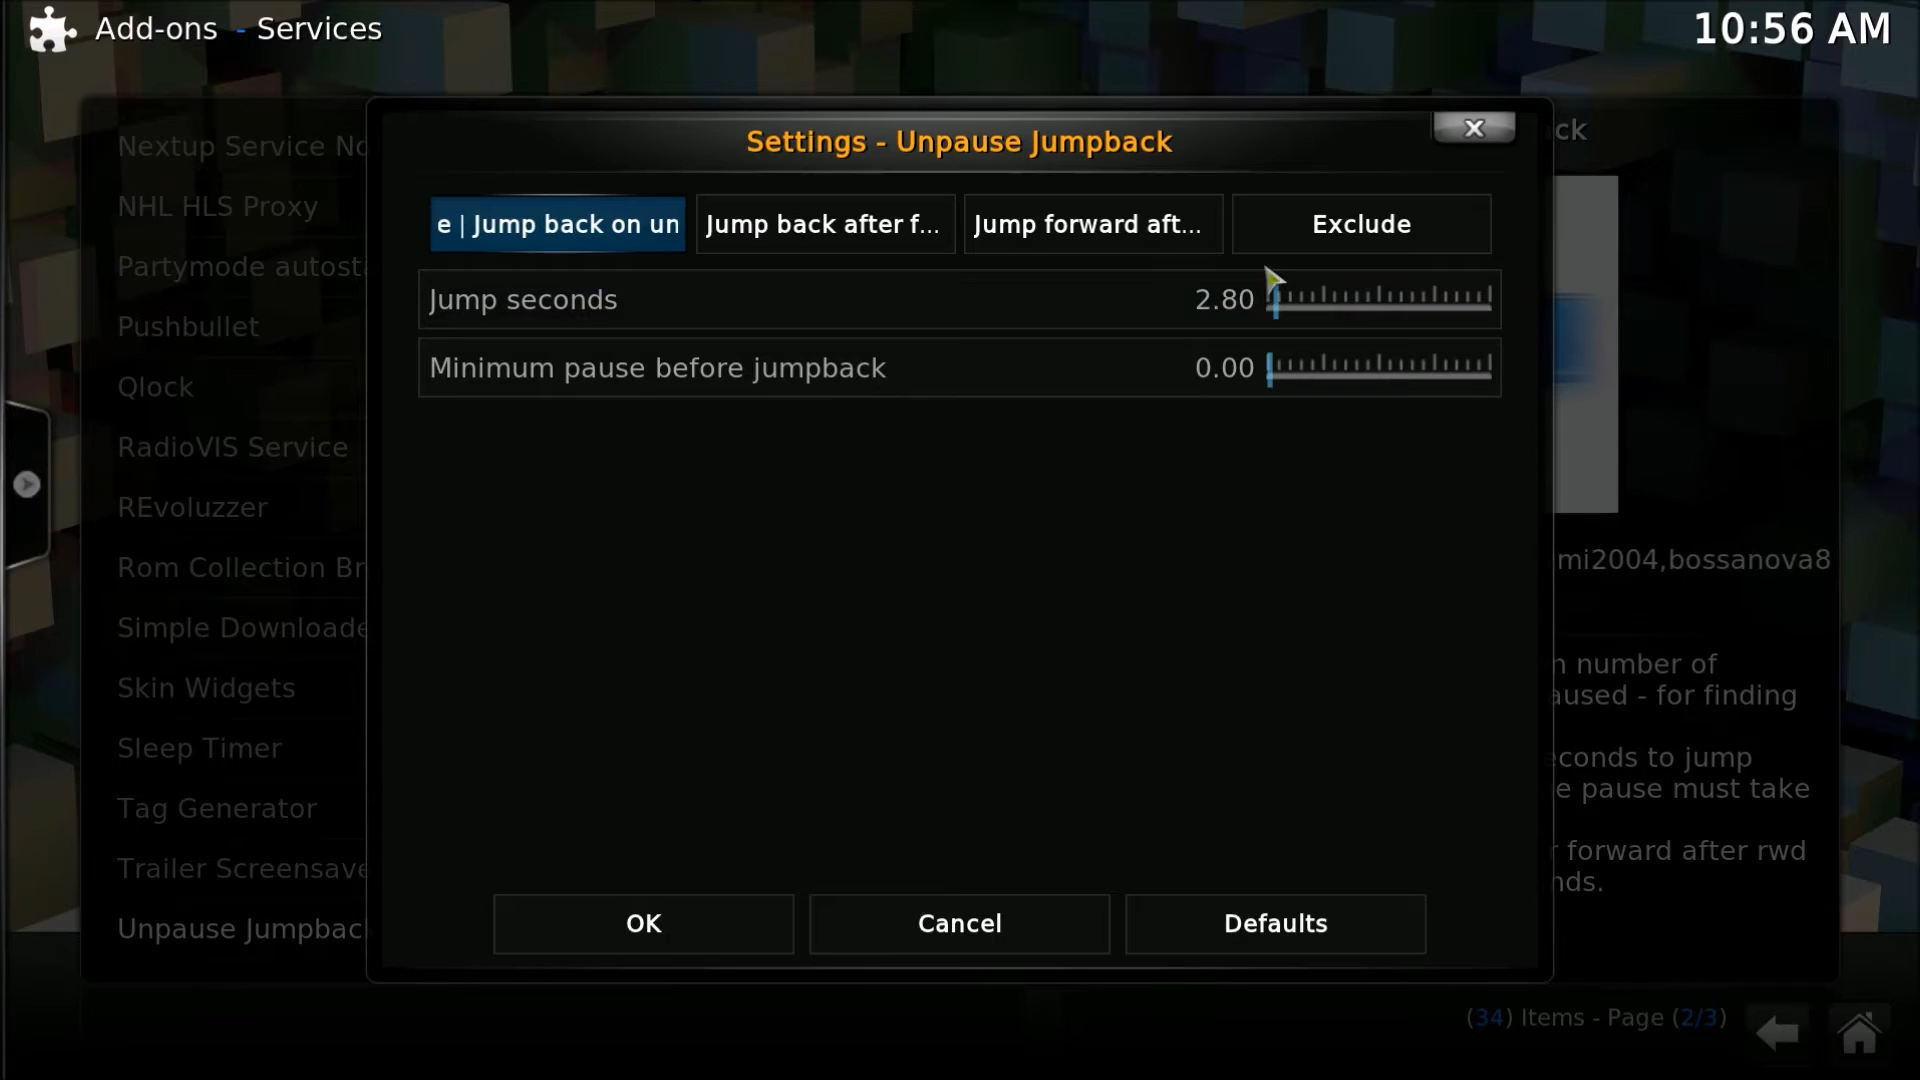 Add-ons - Services
10:56 AM
Settings - Unpause Jumpback
e | Jump back on un
Jump back after f...
Jump forward aft...
Exclude
Jump seconds 2.80
Minimum pause before jumpback 0.00
OK
Cancel
Defaults
Nextup Service No
NHL HLS Proxy
Partymode autosta
Pushbullet
Qlock
RadioVIS Service
REvoluzzer
Rom Collection Br
Simple Downloade
Skin Widgets
Sleep Timer
Tag Generator
Trailer Screensave
Unpause Jumpbac
ck
mi2004,bossanova8
n number of
aused - for finding
econds to jump
e pause must take
r forward after rwd
nds.
(34) Items - Page (2/3)